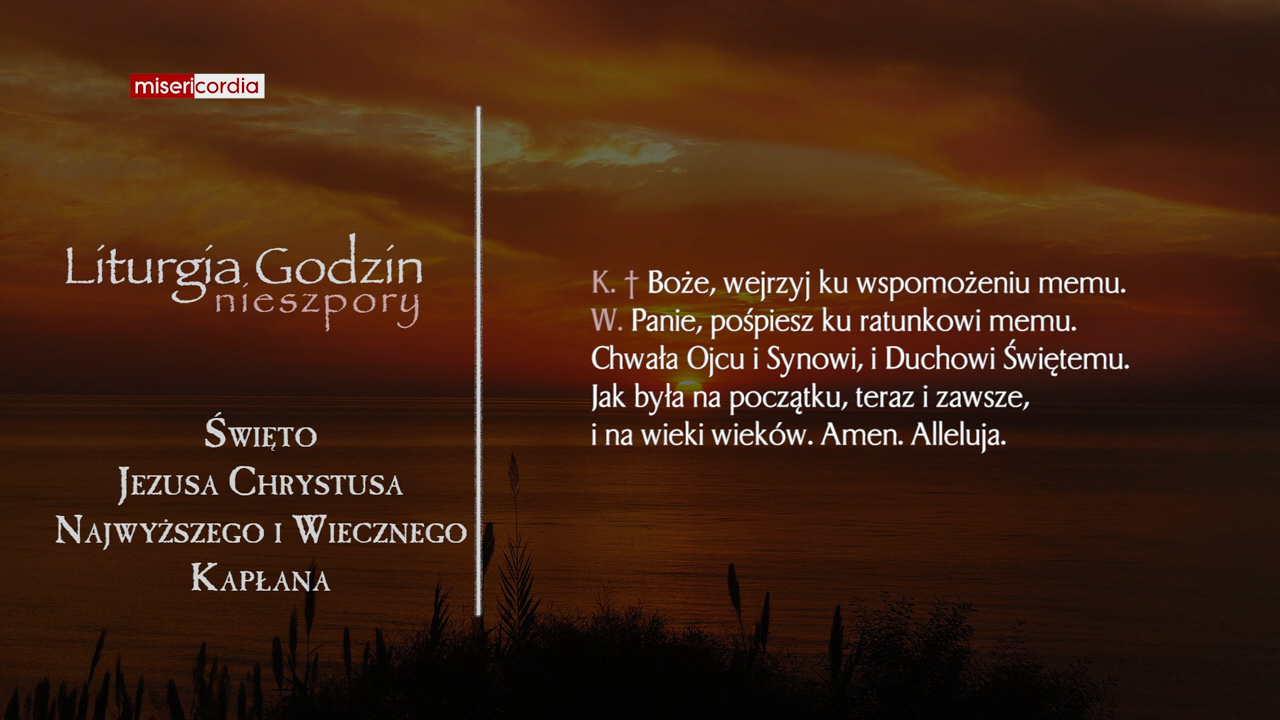 misericordia
Liturgia Godzin
nieszpory
Święto
Jezusa Chrystusa
Najwyższego i Wiecznego
Kapłana
K. † Boże, wejrzyj ku wspomożeniu memu.
W. Panie, pośpiesz ku ratunkowi memu.
Chwała Ojcu i Synowi, i Duchowi Świętemu.
Jak była na początku, teraz i zawsze,
i na wieki wieków. Amen. Alleluja.